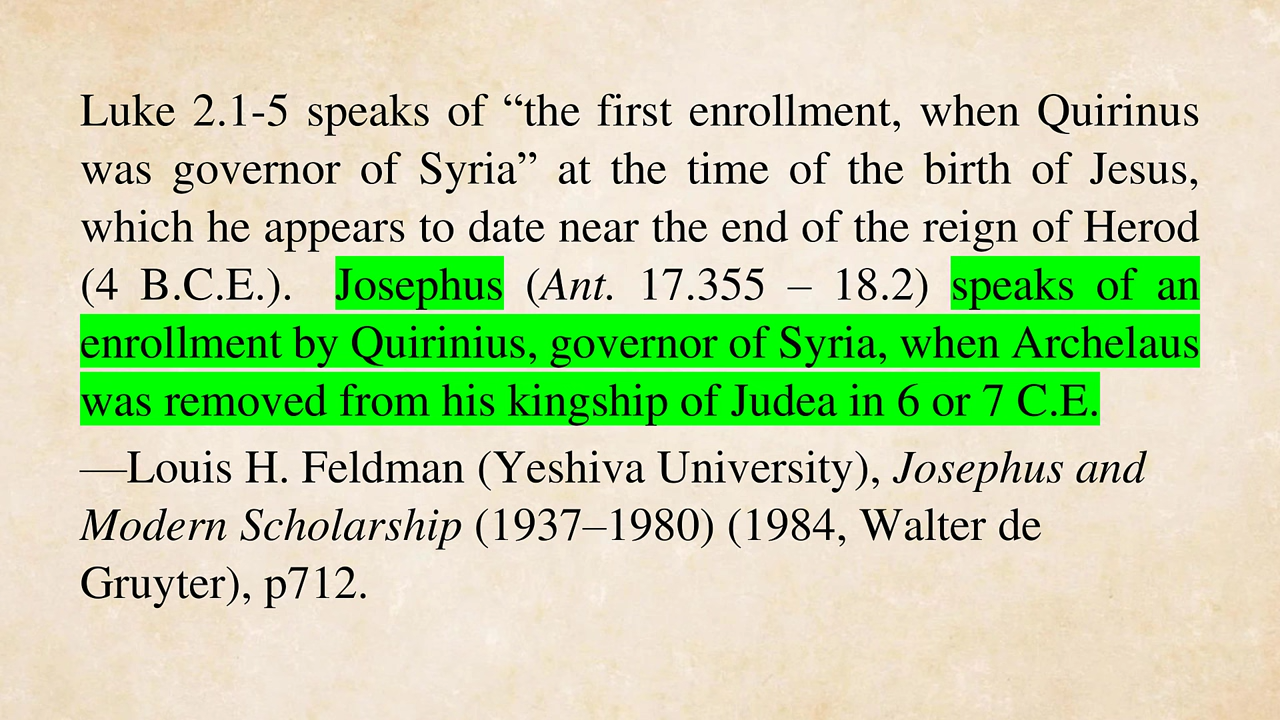 Luke 2.1-5 speaks of “the first enrollment, when Quirinus
was governor of Syria” at the time of the birth of Jesus,
which he appears to date near the end of the reign of Herod
(4 B.C.E.). Josephus (Ant. 17.355 – 18.2) speaks of an
enrollment by Quirinius, governor of Syria, when Archelaus
was removed from his kingship of Judea in 6 or 7 C.E.
—Louis H. Feldman (Yeshiva University), Josephus and
Modern Scholarship (1937–1980) (1984, Walter de
Gruyter), p712.